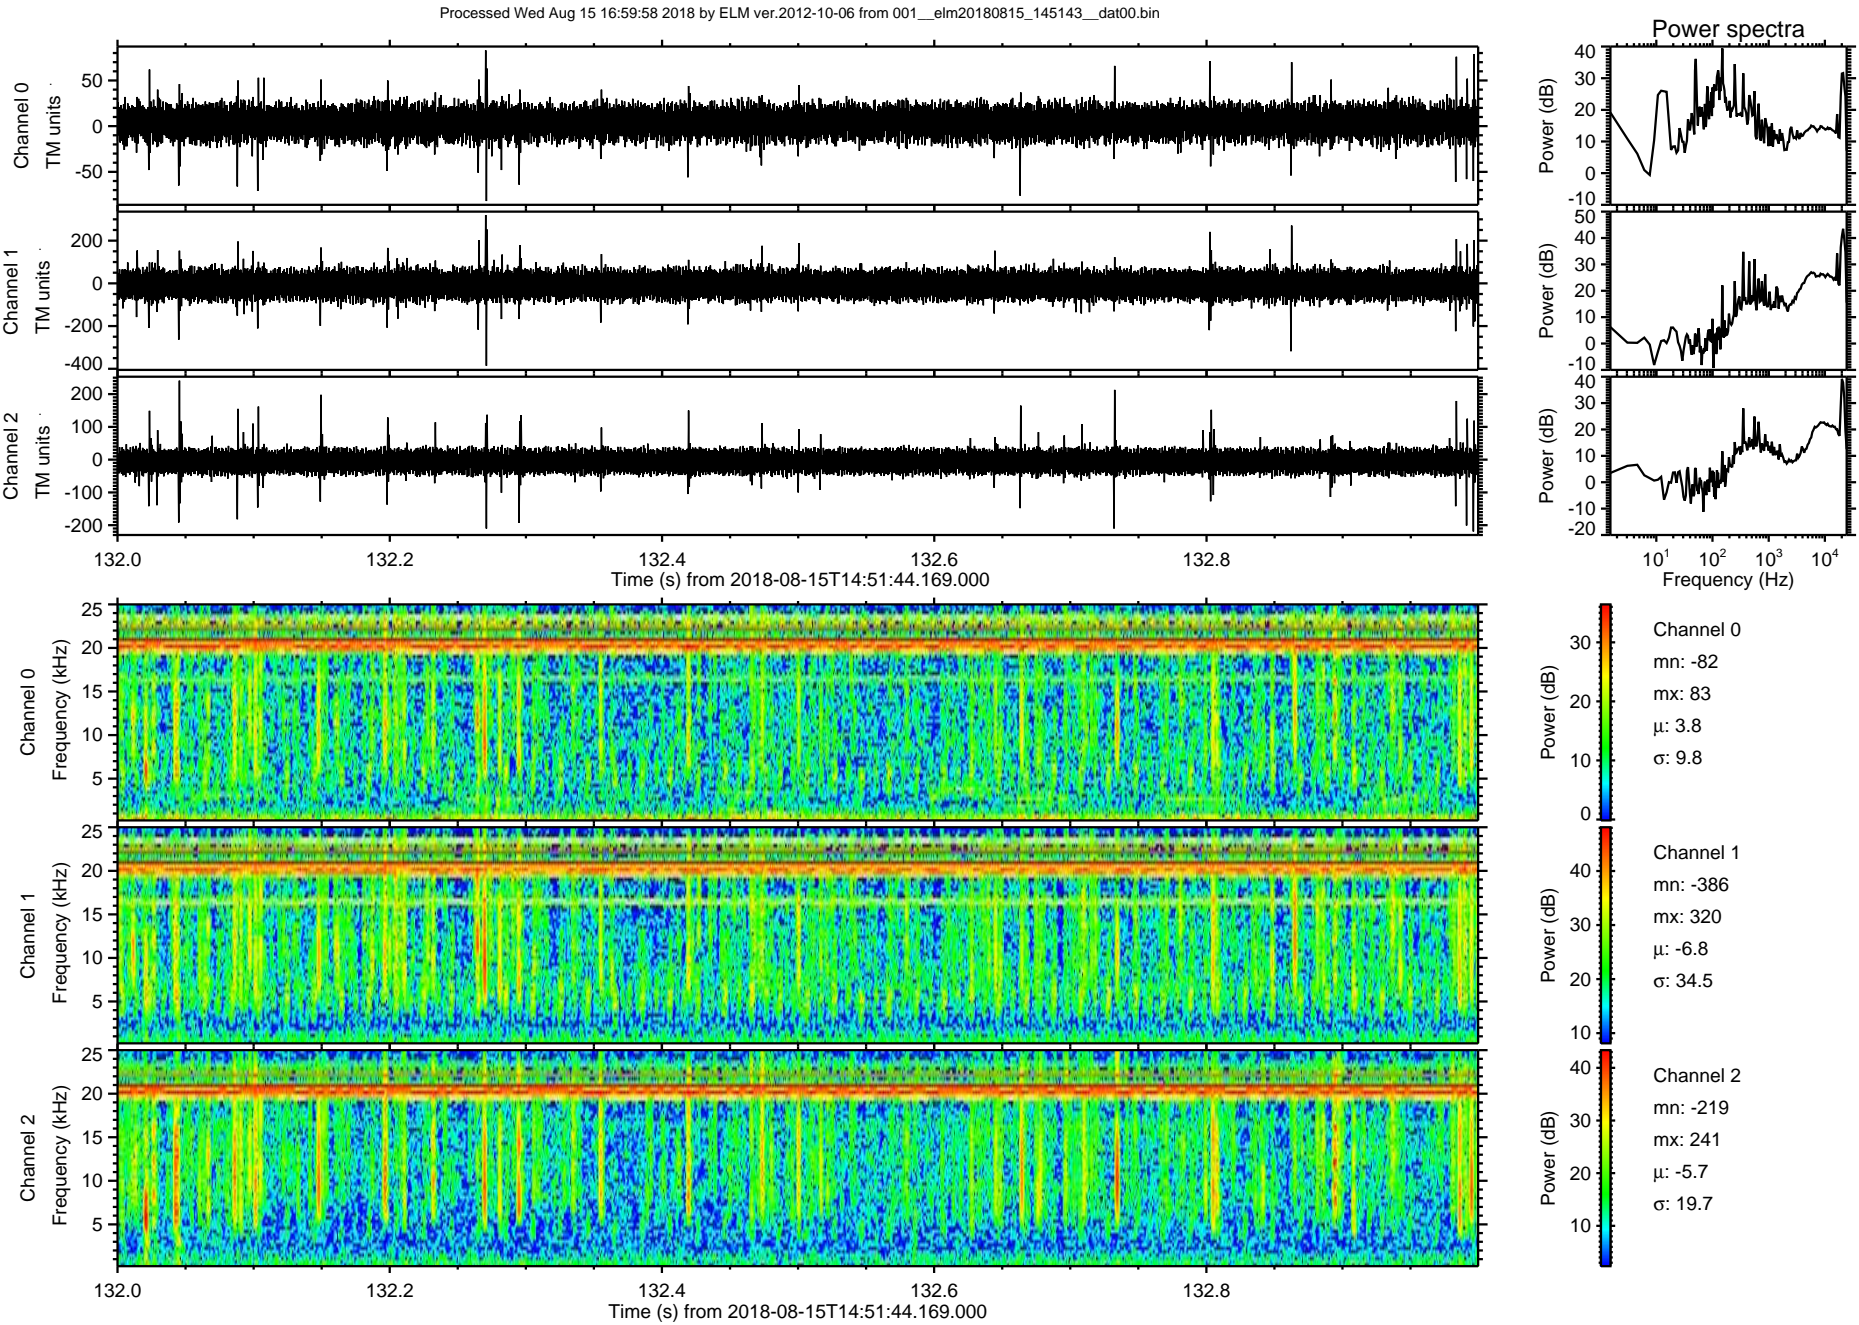 Processed Wed Aug 15 16:59:58 2018 by ELM ver.2012-10-06 from 001__elm20180815_145143__dat00.bin
Power spectra
Channel 0
TM units
50
0
-50
Power (dB)
40
30
20
10
0
-10
Channel 1
TM units
200
0
-200
-400
Power (dB)
50
40
30
20
10
0
-10
Channel 2
TM units
200
100
0
-100
-200
Power (dB)
40
30
20
10
0
-10
-20
132.0 132.2 132.4 132.6 132.8
Time (s) from 2018-08-15T14:51:44.169.000
10^1 10^2 10^3 10^4
Frequency (Hz)
Channel 0
Frequency (kHz)
25
20
15
10
5
Power (dB)
30
20
10
0
Channel 0
mn: -82
mx: 83
μ: 3.8
σ: 9.8
Channel 1
Frequency (kHz)
25
20
15
10
5
Power (dB)
40
30
20
10
Channel 1
mn: -386
mx: 320
μ: -6.8
σ: 34.5
Channel 2
Frequency (kHz)
25
20
15
10
5
Power (dB)
40
30
20
10
Channel 2
mn: -219
mx: 241
μ: -5.7
σ: 19.7
132.0 132.2 132.4 132.6 132.8
Time (s) from 2018-08-15T14:51:44.169.000